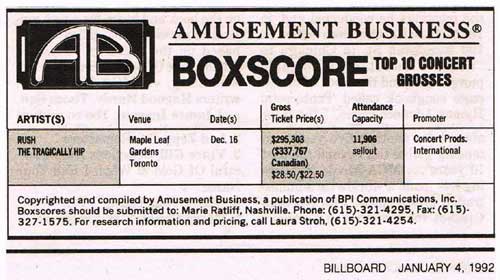 AB
AMUSEMENT BUSINESS®
BOXSCORE TOP 10 CONCERT GROSSES
ARTIST(S) Venue Date(s) Gross Ticket Price(s) Attendance Capacity Promoter
RUSH Maple Leaf Dec. 16 $295,303 11,906 Concert Prods.
THE TRAGICALLY HIP Gardens ($337,767 sellout International
Toronto Canadian)
$28.50/$22.50
Copyrighted and compiled by Amusement Business, a publication of BPI Communications, Inc.
Boxscores should be submitted to: Marie Ratliff, Nashville. Phone: (615)-321-4295, Fax: (615)-
327-1575. For research information and pricing, call Laura Stroh, (615)-321-4254.
BILLBOARD JANUARY 4, 1992